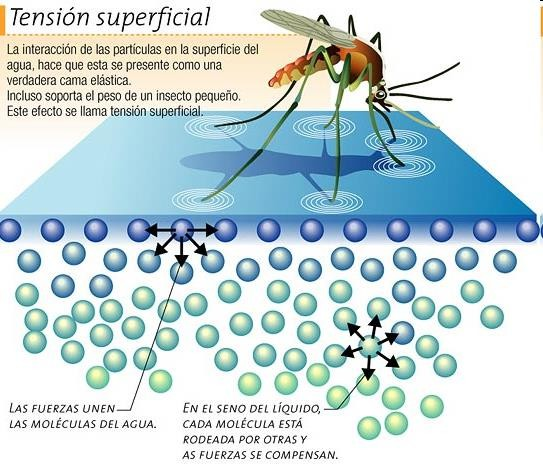 Tensión superficial
La interacción de las partículas en la superficie del
agua, hace que esta se presente como una
verdadera cama elástica.
Incluso soporta el peso de un insecto pequeño.
Este efecto se llama tensión superficial.
LAS FUERZAS UNEN
LAS MOLÉCULAS DEL AGUA.
EN EL SENO DEL LÍQUIDO,
CADA MOLÉCULA ESTÁ
RODEADA POR OTRAS Y
AS FUERZAS SE COMPENSAN.